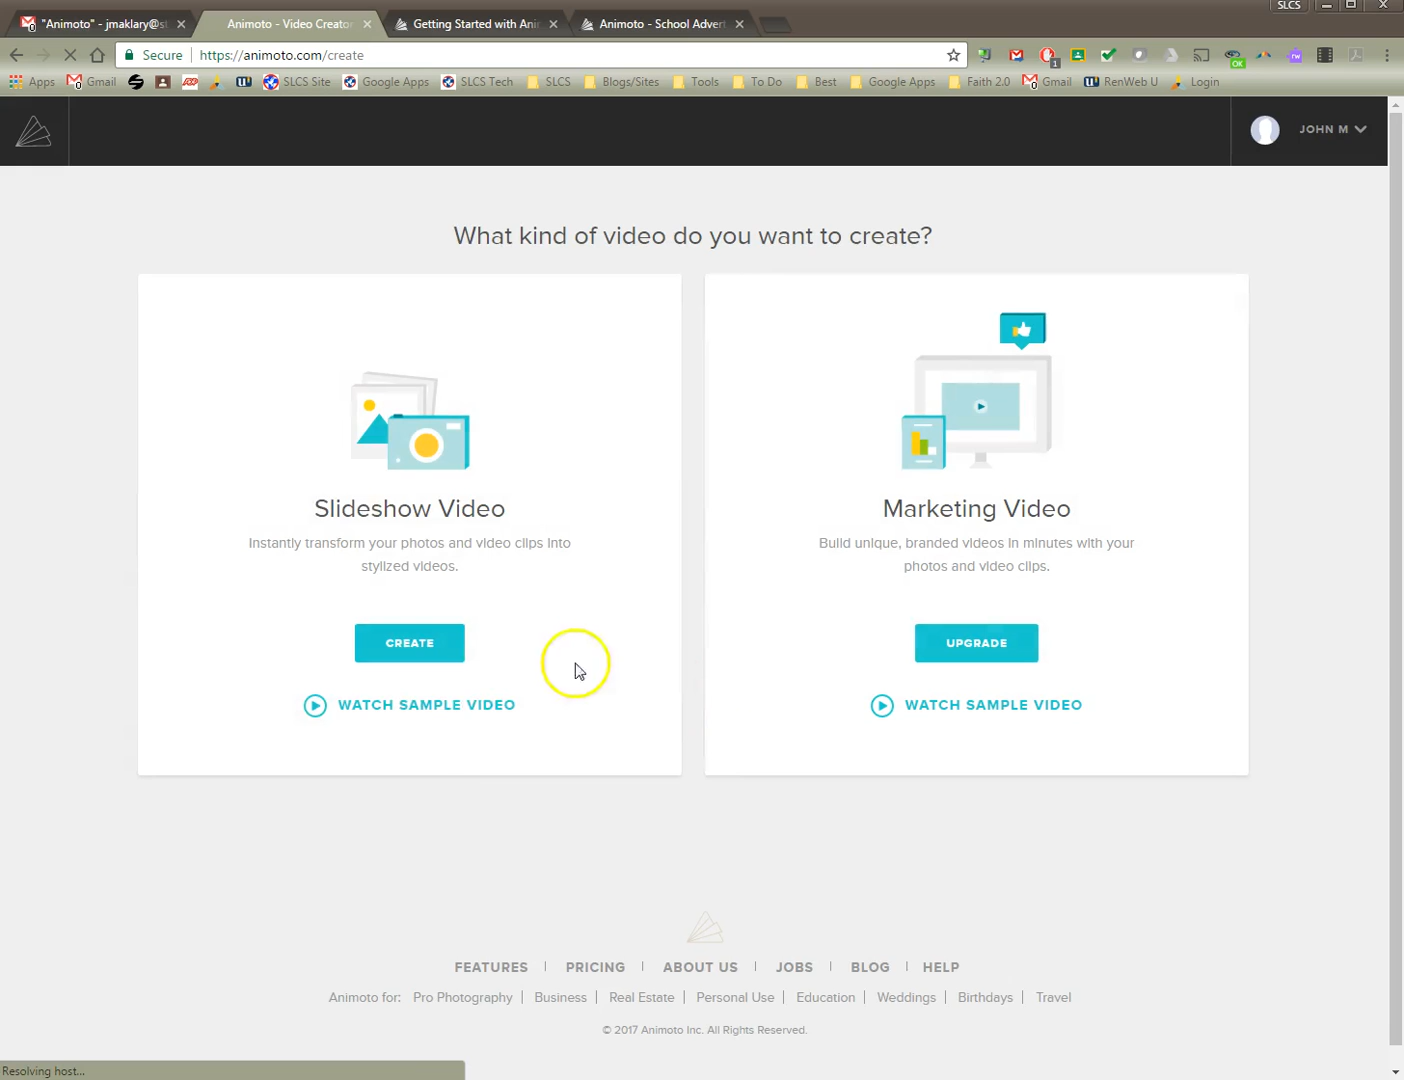 SLCS
"Animoto" - jmaklary@s
Animoto - Video Creato
Getting Started with Ani
Animoto - School Advert
Secure
https://animoto.com/create
1
OK
rw
Apps
Gmail
SLCS Site
Google Apps
SLCS Tech
SLCS
Blogs/Sites
Tools
To Do
Best
Google Apps
Faith 2.0
Gmail
RenWeb U
Login
JOHN M
What kind of video do you want to create?
Slideshow Video
Instantly transform your photos and video clips into
stylized videos.
CREATE
WATCH SAMPLE VIDEO
Marketing Video
Build unique, branded videos in minutes with your
photos and video clips.
UPGRADE
WATCH SAMPLE VIDEO
FEATURES | PRICING | ABOUT US | JOBS | BLOG | HELP
Animoto for: Pro Photography | Business | Real Estate | Personal Use | Education | Weddings | Birthdays | Travel
© 2017 Animoto Inc. All Rights Reserved.
Resolving host...